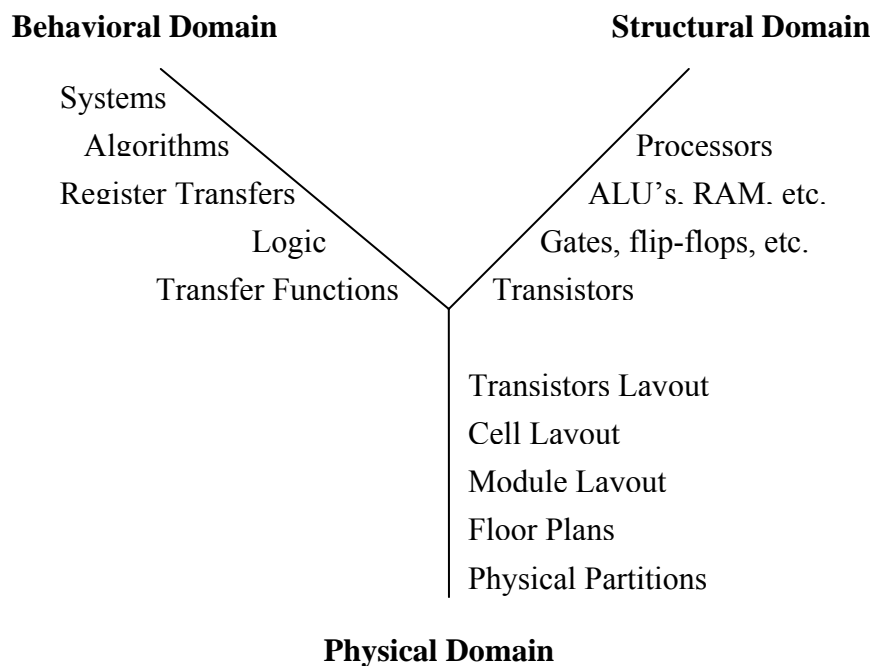 Behavioral Domain
Structural Domain
Systems
Algorithms
Register Transfers
Logic
Transfer Functions
Processors
ALU's, RAM, etc.
Gates, flip-flops, etc.
Transistors
Transistors Layout
Cell Layout
Module Layout
Floor Plans
Physical Partitions
Physical Domain